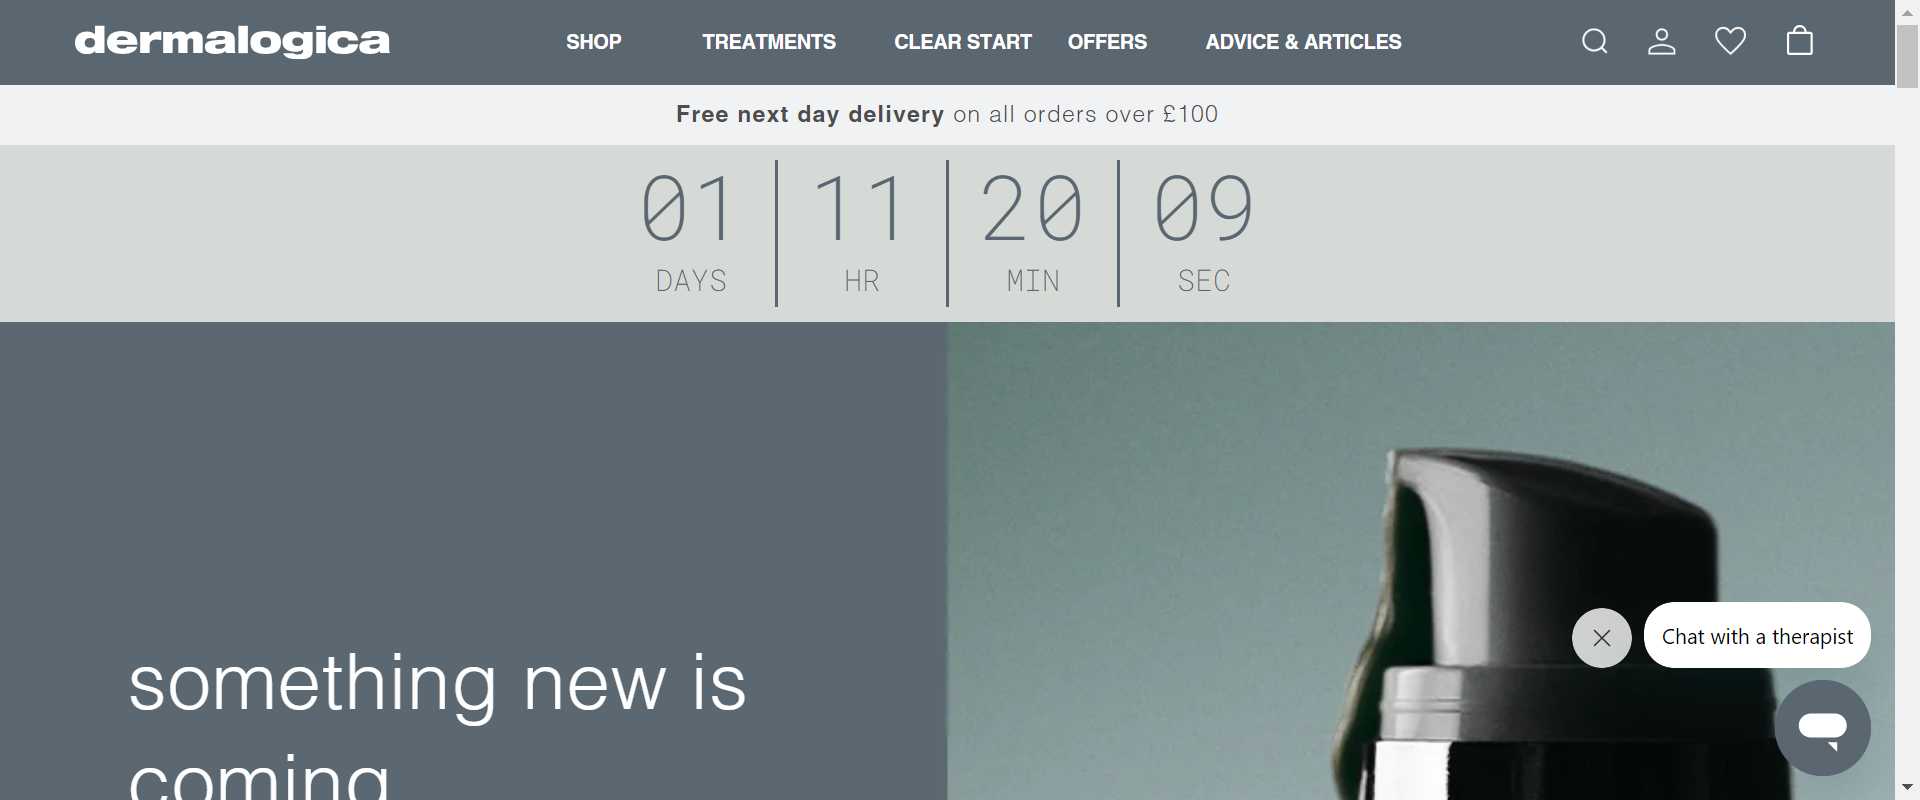 dermalogica
SHOP TREATMENTS CLEAR START OFFERS ADVICE & ARTICLES
Free next day delivery on all orders over £100
01 11 20 09
DAYS HR MIN SEC
something new is
coming
Chat with a therapist